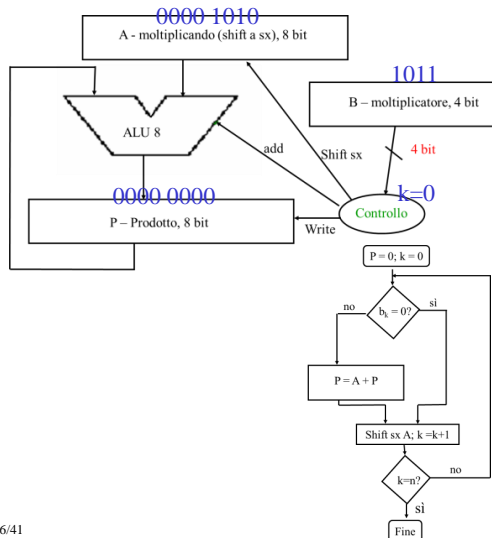 0000 1010
A - moltiplicando (shift a sx), 8 bit
1011
B – moltiplicatore, 4 bit
ALU 8
add
Shift sx
4 bit
0000 0000
k=0
P – Prodotto, 8 bit
Controllo
Write
P = 0; k = 0
no
bk = 0?
sì
P = A + P
Shift sx A; k =k+1
k=n?
no
sì
Fine
6/41